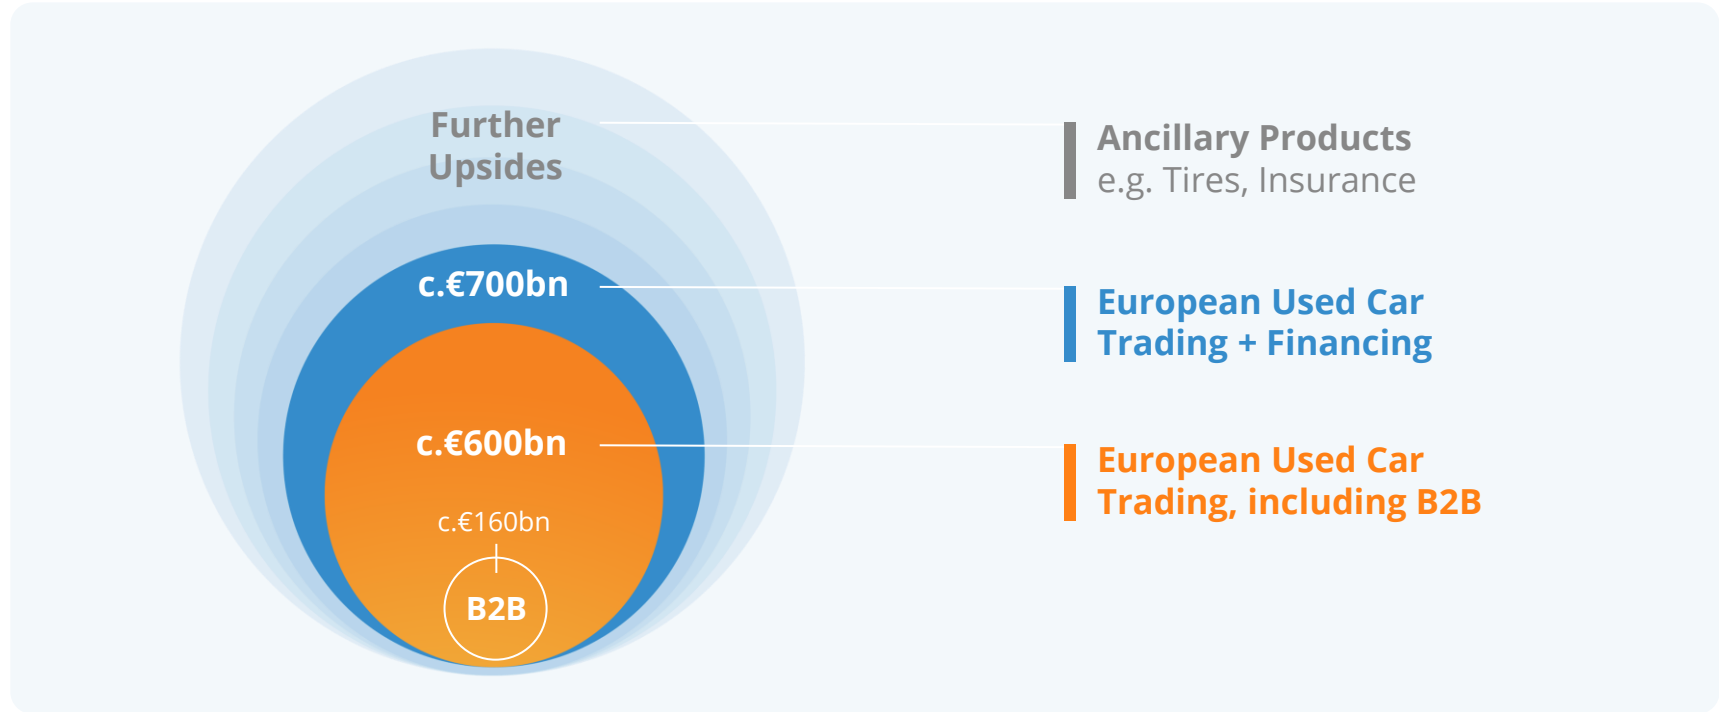 Further
Upsides
c.€700bn
c.€600bn
c.€160bn
B2B
Ancillary Products
e.g. Tires, Insurance
European Used Car
Trading + Financing
European Used Car
Trading, including B2B